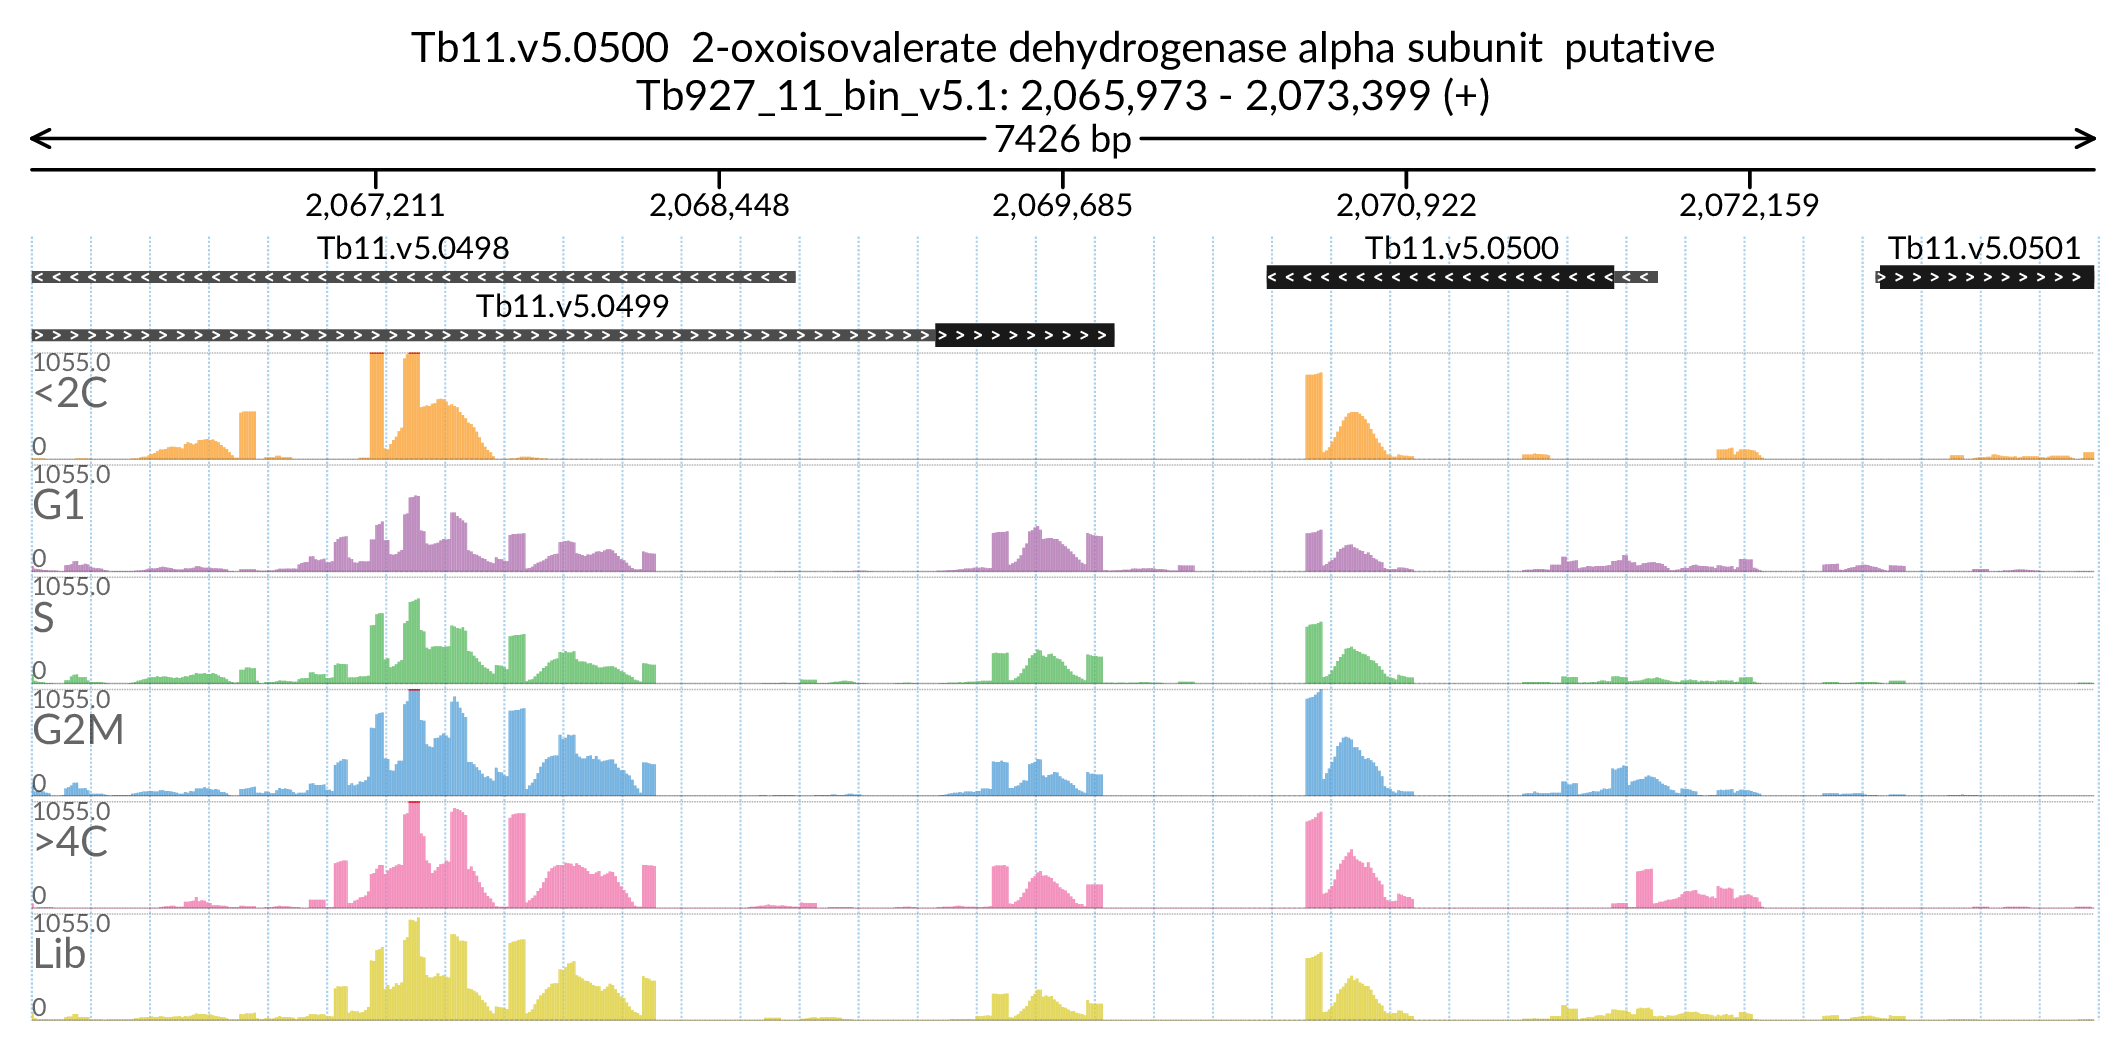 Tb11.v5.0500  2-oxoisovalerate dehydrogenase alpha subunit  putative
Tb927_11_bin_v5.1: 2,065,973 - 2,073,399 (+)
7426 bp
2,067,211 2,068,448 2,069,685 2,070,922 2,072,159
Tb11.v5.0498 Tb11.v5.0500 Tb11.v5.0501
Tb11.v5.0499
1055.0
<2C
0
1055.0
G1
0
1055.0
S
0
1055.0
G2M
0
1055.0
>4C
0
1055.0
Lib
0